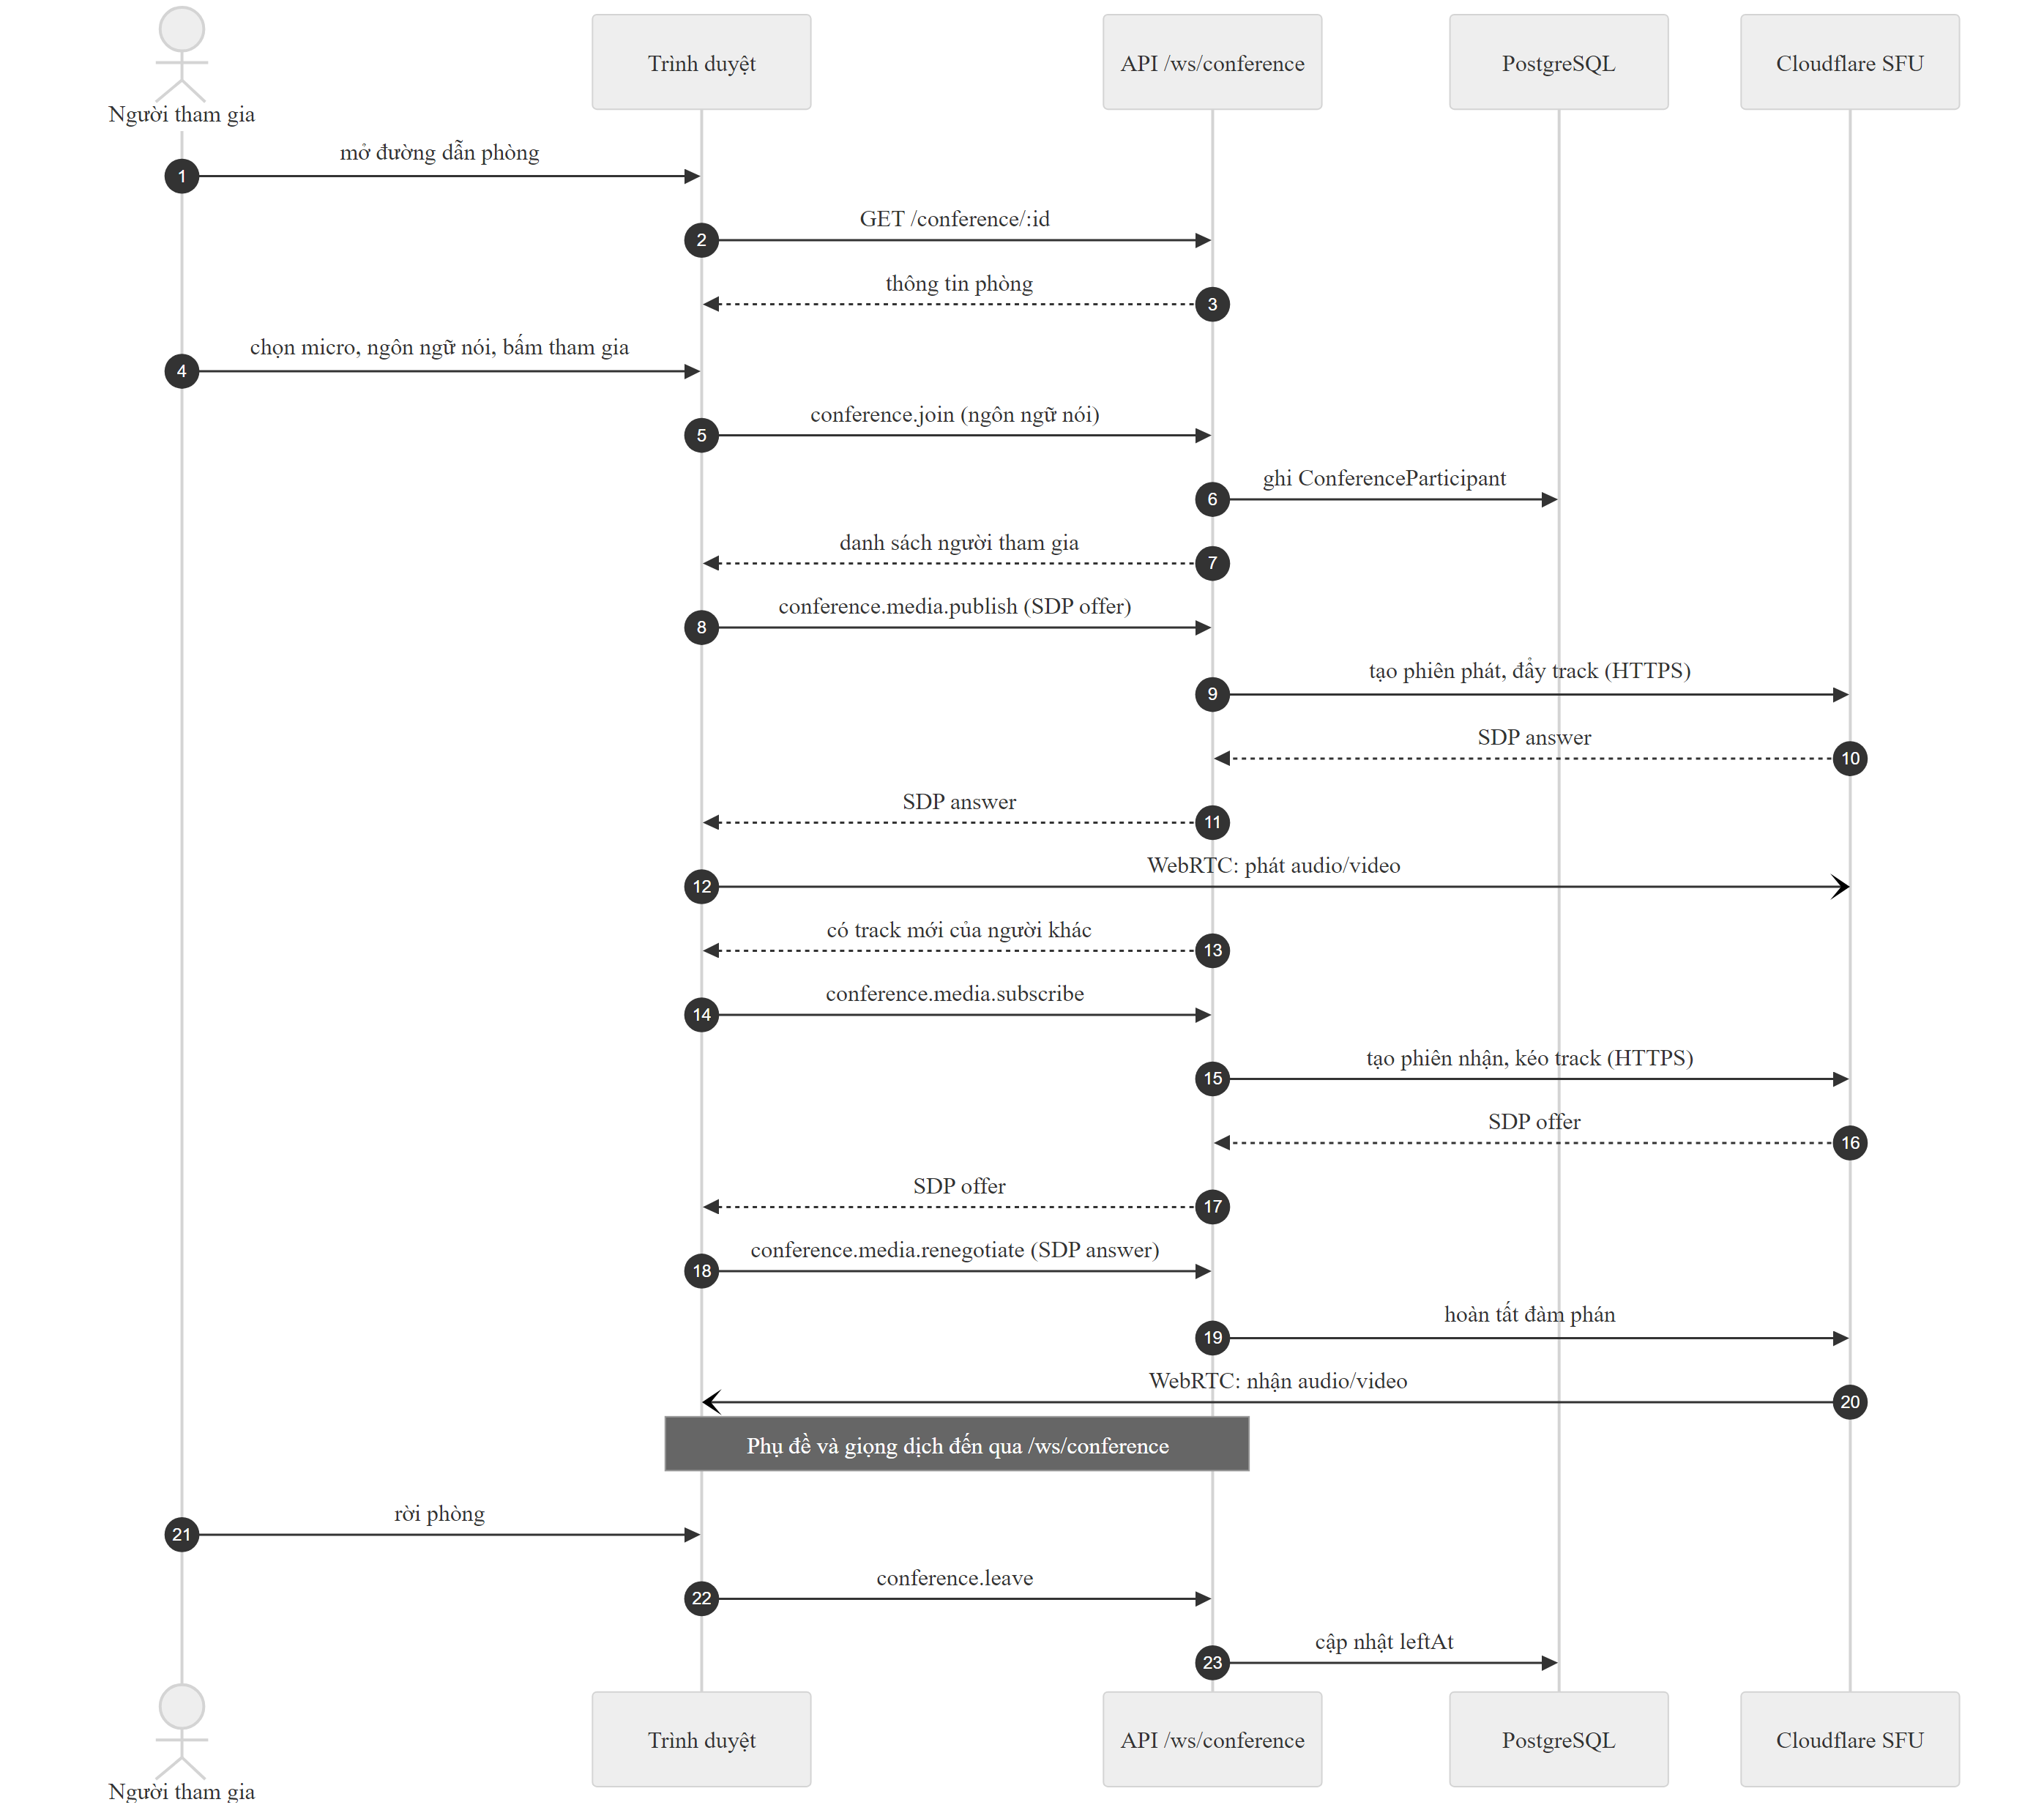 Trình duyệt
API /ws/conference
PostgreSQL
Cloudflare SFU
Người tham gia
mở đường dẫn phòng
1
GET /conference/:id
2
thông tin phòng
3
chọn micro, ngôn ngữ nói, bấm tham gia
4
conference.join (ngôn ngữ nói)
5
ghi ConferenceParticipant
6
danh sách người tham gia
7
conference.media.publish (SDP offer)
8
tạo phiên phát, đẩy track (HTTPS)
9
SDP answer
10
SDP answer
11
WebRTC: phát audio/video
12
có track mới của người khác
13
conference.media.subscribe
14
tạo phiên nhận, kéo track (HTTPS)
15
SDP offer
16
SDP offer
17
conference.media.renegotiate (SDP answer)
18
hoàn tất đàm phán
19
WebRTC: nhận audio/video
20
Phụ đề và giọng dịch đến qua /ws/conference
rời phòng
21
conference.leave
22
cập nhật leftAt
23
Trình duyệt
API /ws/conference
PostgreSQL
Cloudflare SFU
Người tham gia